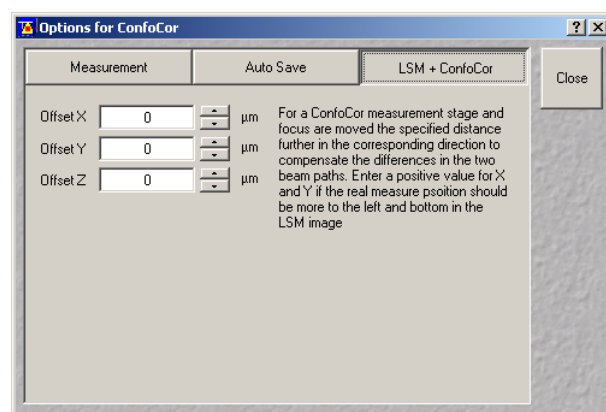 Options for ConfoCor
Measurement
Auto Save
LSM + ConfoCor
Close
Offset X 0 µm
Offset Y 0 µm
Offset Z 0 µm
For a ConfoCor measurement stage and
focus are moved the specified distance
further in the corresponding direction to
compensate the differences in the two
beam paths. Enter a positive value for X
and Y if the real measure psoition should
be more to the left and bottom in the
LSM image